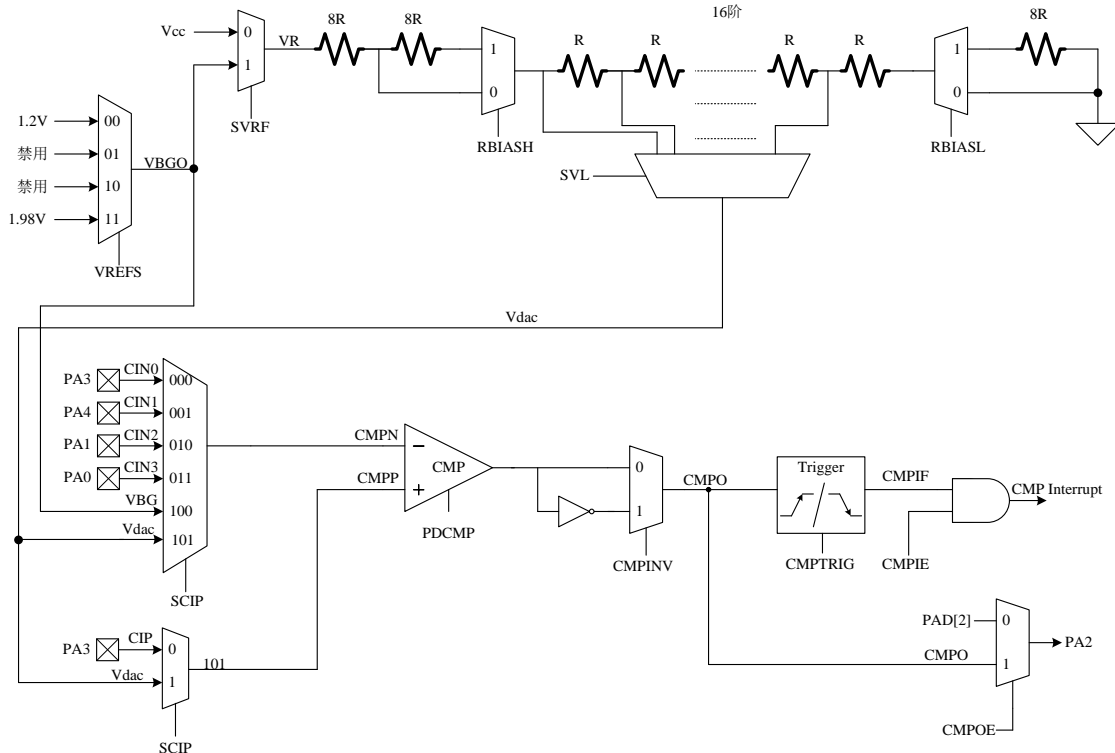 16阶
8R
8R
8R
Vcc
0
VR
1
R
R
R
R
1
1
0
0
SVRF
RBIASH
RBIASL
1.2V
00
禁用
01
VBGO
禁用
10
1.98V
11
SVL
VREFS
Vdac
PA3
CIN0
000
PA4
CIN1
001
PA1
CIN2
010
PA0
CIN3
011
VBG
100
Vdac
101
SCIP
CMPN
−
CMP
CMPP
+
PDCMP
0
1
CMPO
CMPINV
Trigger
CMPTRIG
CMPIF
CMP Interrupt
CMPIE
PA3
CIP
0
101
Vdac
1
SCIP
PAD[2]
0
PA2
CMPO
1
CMPOE